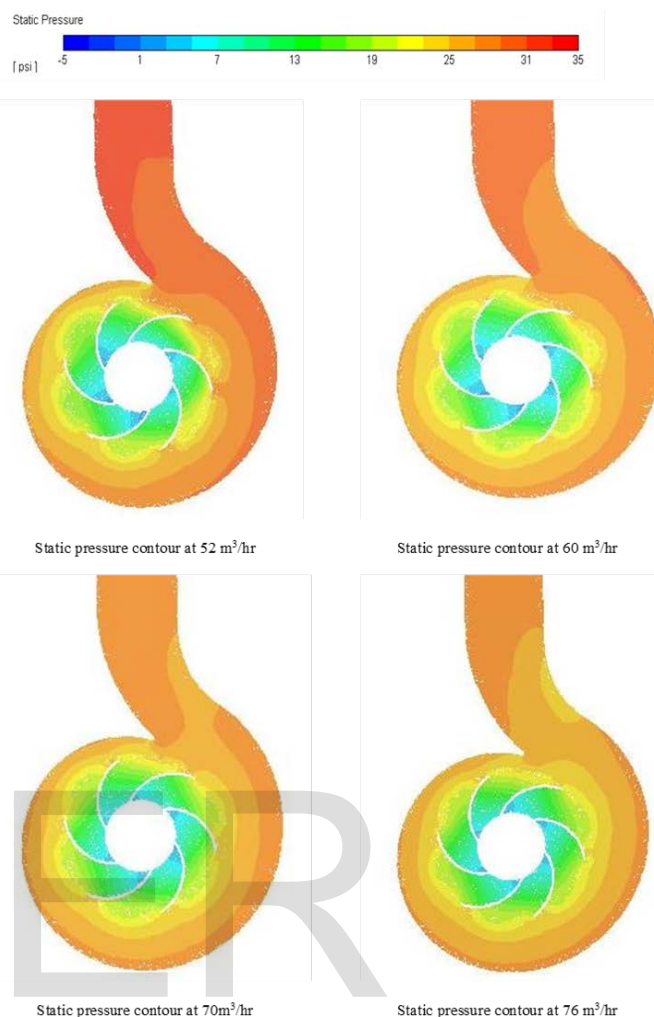 Static Pressure
[ psi ]
-5 1 7 13 19 25 31 35
Static pressure contour at 52 m³/hr
Static pressure contour at 60 m³/hr
ER
Static pressure contour at 70m³/hr
Static pressure contour at 76 m³/hr